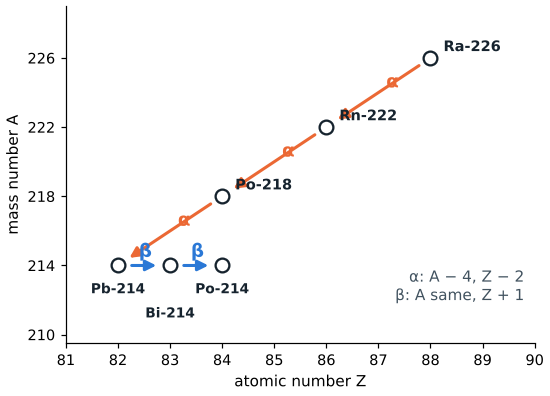 mass number A
226
222
218
214
210
Ra-226
α
Rn-222
α
Po-218
α
β
β
Pb-214
Bi-214
Po-214
α: A − 4, Z − 2
β: A same, Z + 1
81 82 83 84 85 86 87 88 89 90
atomic number Z